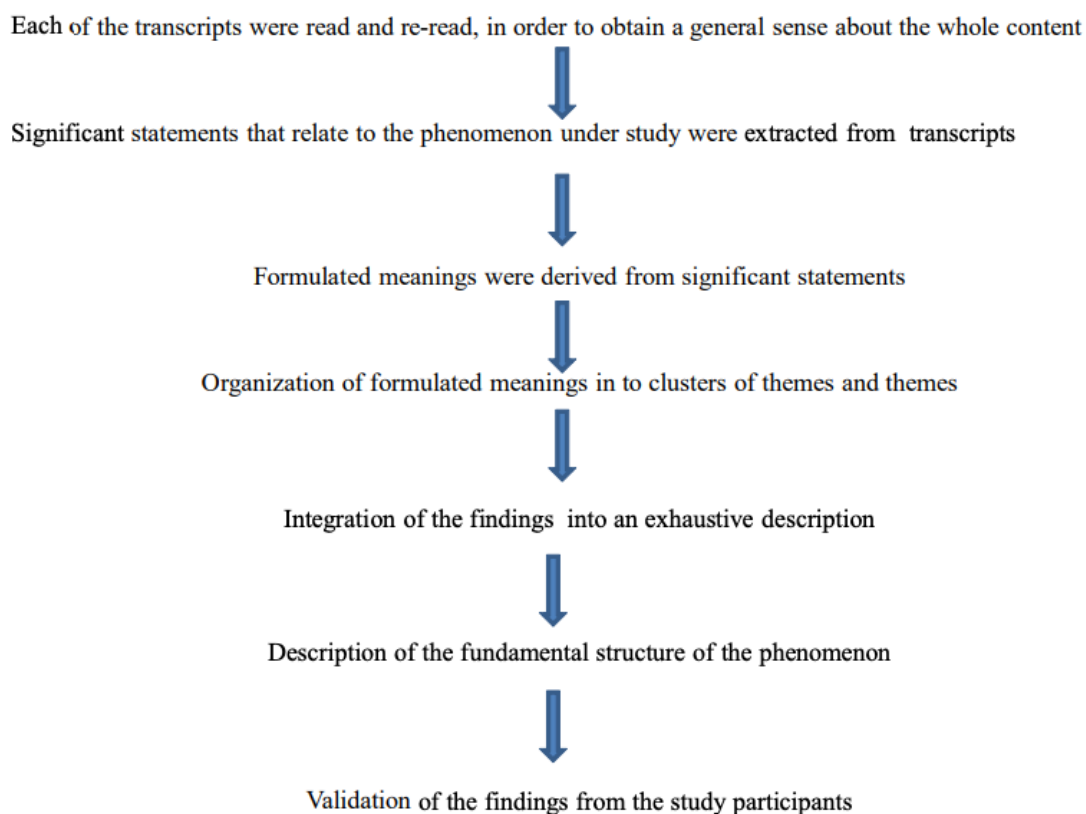 Each of the transcripts were read and re-read, in order to obtain a general sense about the whole content
Significant statements that relate to the phenomenon under study were extracted from transcripts
Formulated meanings were derived from significant statements
Organization of formulated meanings in to clusters of themes and themes
Integration of the findings into an exhaustive description
Description of the fundamental structure of the phenomenon
Validation of the findings from the study participants